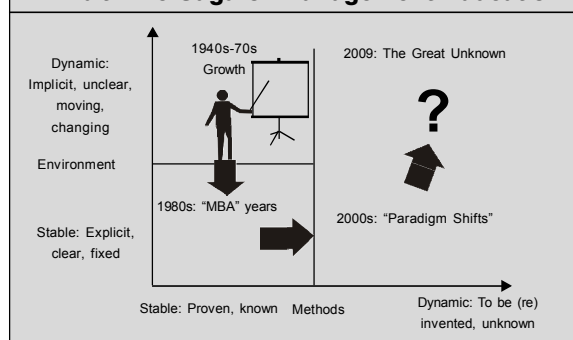 1940s-70s
Growth
2009: The Great Unknown
Dynamic:
Implicit, unclear,
moving,
changing
?
Environment
1980s: “MBA” years
2000s: “Paradigm Shifts”
Stable: Explicit,
clear, fixed
Stable: Proven, known
Methods
Dynamic: To be (re)
invented, unknown